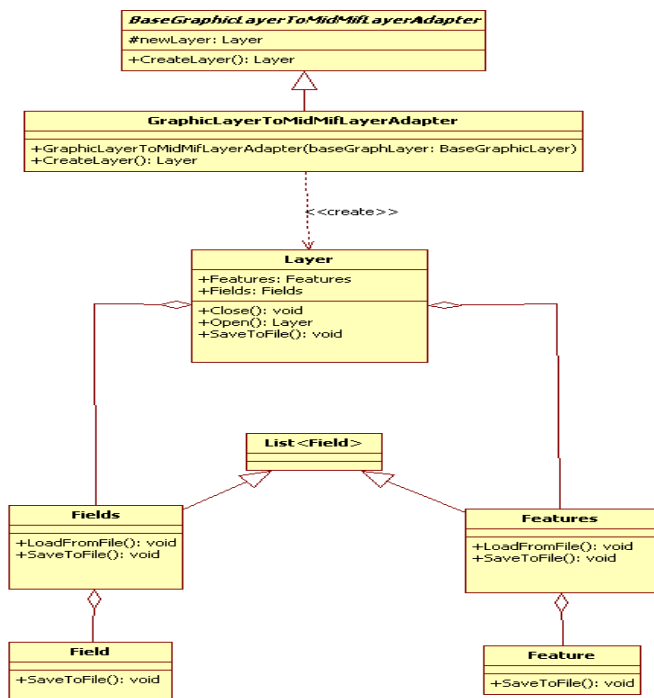 BaseGraphicLayerToMidMifLayerAdapter
#newLayer: Layer
+CreateLayer(): Layer
GraphicLayerToMidMifLayerAdapter
+GraphicLayerToMidMifLayerAdapter(baseGraphLayer: BaseGraphicLayer)
+CreateLayer(): Layer
<<create>>
Layer
+Features: Features
+Fields: Fields
+Close(): void
+Open(): Layer
+SaveToFile(): void
List<Field>
Fields
+LoadFromFile(): void
+SaveToFile(): void
Features
+LoadFromFile(): void
+SaveToFile(): void
Field
+SaveToFile(): void
Feature
+SaveToFile(): void